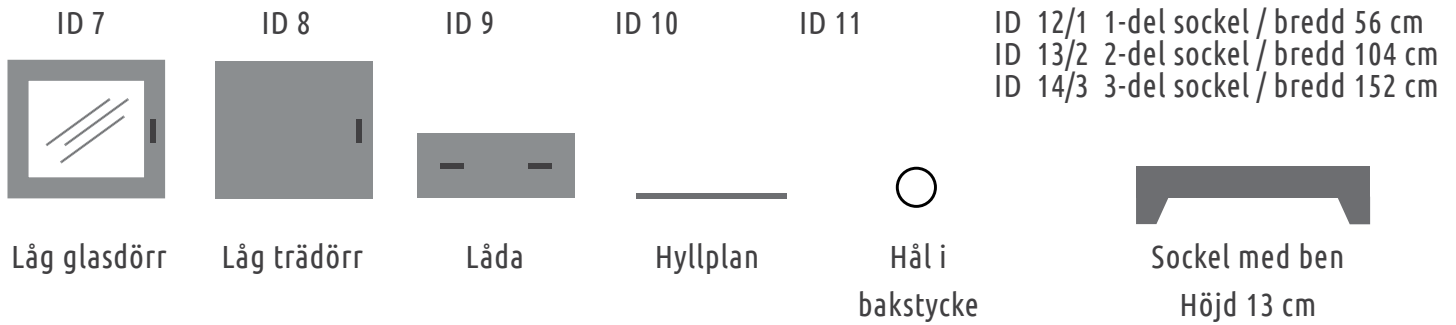 ID 7
ID 8
ID 9
ID 10
ID 11
ID 12/1 1-del sockel / bredd 56 cm
ID 13/2 2-del sockel / bredd 104 cm
ID 14/3 3-del sockel / bredd 152 cm
Låg glasdörr
Låg trädörr
Låda
Hyllplan
Hål i
bakstycke
Sockel med ben
Höjd 13 cm